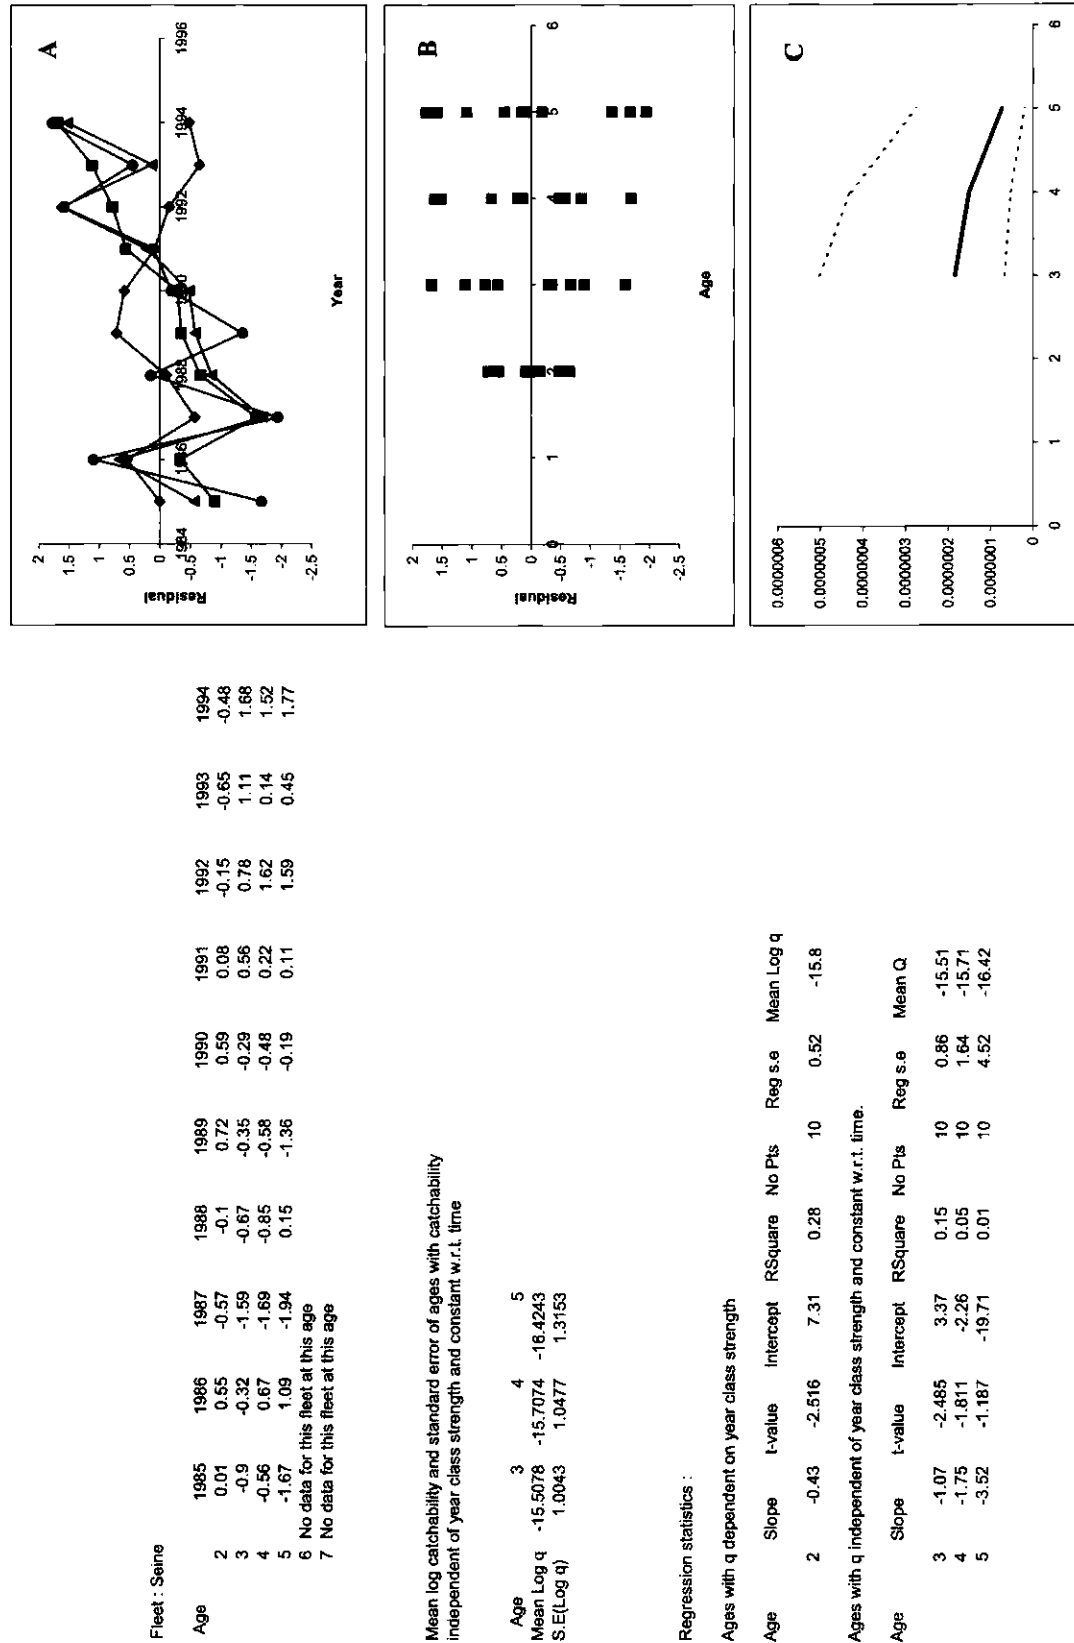 Fleet : Seine
Age 1985 1986 1987 1988 1989 1990 1991 1992 1993 1994
2 0.01 0.55 -0.57 -0.1 0.72 0.59 0.08 -0.15 -0.65 -0.48
3 -0.9 -0.32 -1.59 -0.67 -0.35 -0.29 0.56 0.78 1.11 1.68
4 -0.56 0.67 -1.69 -0.85 -0.58 -0.48 0.22 1.62 0.14 1.52
5 -1.67 1.09 -1.94 0.15 -1.36 -0.19 0.11 1.59 0.45 1.77
6 No data for this fleet at this age
7 No data for this fleet at this age
Mean log catchability and standard error of ages with catchability
independent of year class strength and constant w.r.t. time
Age 3 4 5
Mean Log q -15.5078 -15.7074 -16.4243
S.E(Log q) 1.0043 1.0477 1.3153
Regression statistics :
Ages with q dependent on year class strength
Age Slope t-value Intercept RSquare No Pts Reg s.e Mean Log q
2 -0.43 -2.516 7.31 0.28 10 0.52 -15.8
Ages with q independent of year class strength and constant w.r.t. time.
Age Slope t-value Intercept RSquare No Pts Reg s.e Mean Q
3 -1.07 -2.485 3.37 0.15 10 0.86 -15.51
4 -1.75 -1.811 -2.26 0.05 10 1.64 -15.71
5 -3.52 -1.187 -19.71 0.01 10 4.52 -16.42
A
2
1.5
1
0.5
0
-0.5
-1
-1.5
-2
-2.5
Residual
1984 1986 1988 1990 1992 1994 1996
Year
B
2
1.5
1
0.5
0
-0.5
-1
-1.5
-2
-2.5
Residual
0 1 2 3 4 5 6
Age
C
0.0000006
0.0000005
0.0000004
0.0000003
0.0000002
0.0000001
0
0 1 2 3 4 5 6